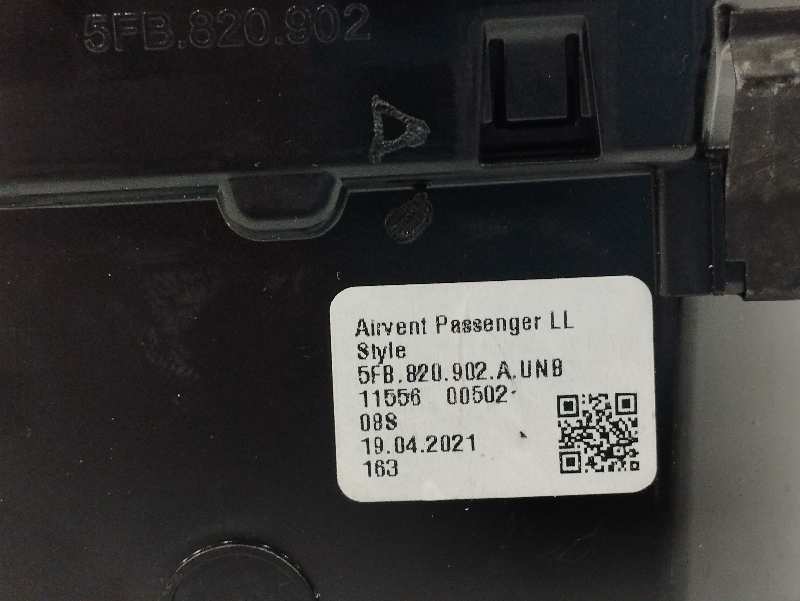 5FB.820.902
Airvent Passenger LL
Style
5FB.820.902.A.UNB
11556 00502
08S
19.04.2021
163